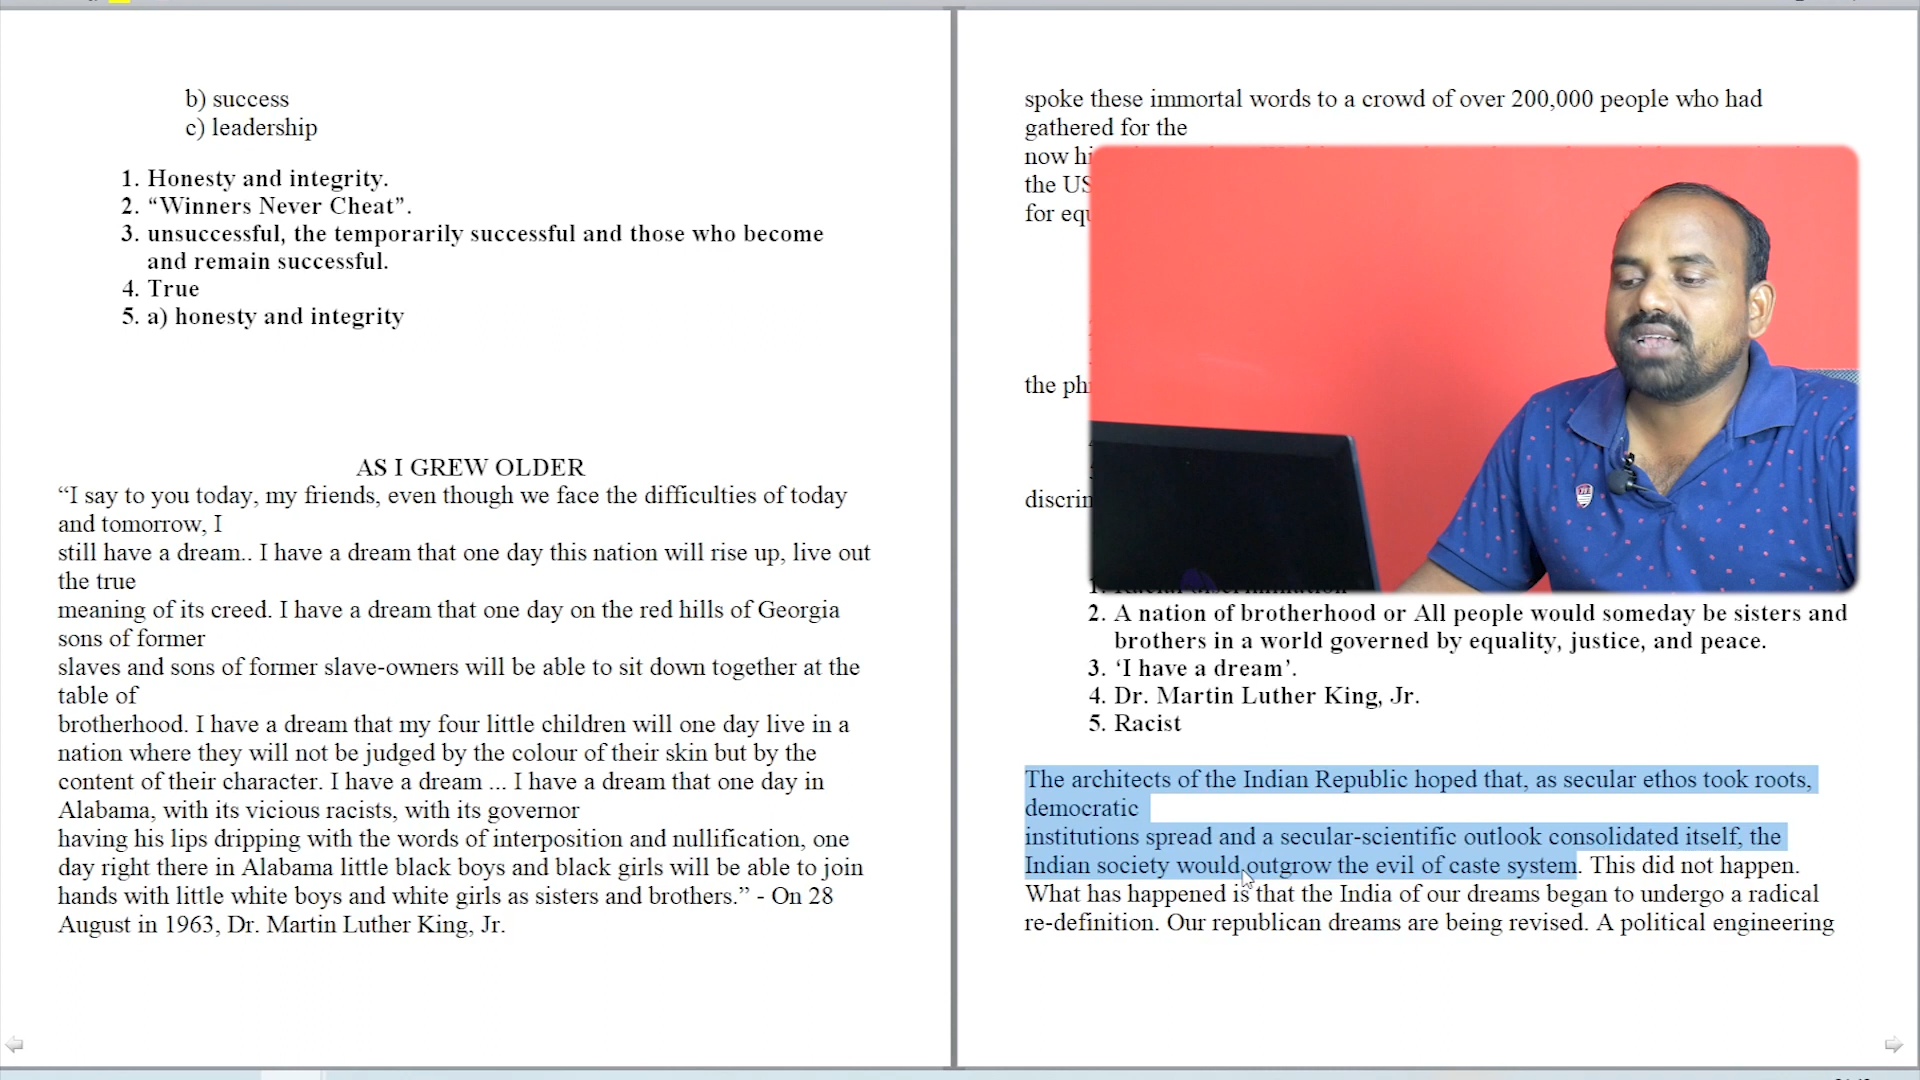 b) success
c) leadership
1. Honesty and integrity.
2. “Winners Never Cheat”.
3. unsuccessful, the temporarily successful and those who become
and remain successful.
4. True
5. a) honesty and integrity
AS I GREW OLDER
“I say to you today, my friends, even though we face the difficulties of today
and tomorrow, I
still have a dream.. I have a dream that one day this nation will rise up, live out
the true
meaning of its creed. I have a dream that one day on the red hills of Georgia
sons of former
slaves and sons of former slave-owners will be able to sit down together at the
table of
brotherhood. I have a dream that my four little children will one day live in a
nation where they will not be judged by the colour of their skin but by the
content of their character. I have a dream ... I have a dream that one day in
Alabama, with its vicious racists, with its governor
having his lips dripping with the words of interposition and nullification, one
day right there in Alabama little black boys and black girls will be able to join
hands with little white boys and white girls as sisters and brothers.” - On 28
August in 1963, Dr. Martin Luther King, Jr.
spoke these immortal words to a crowd of over 200,000 people who had
gathered for the
now
the
for
the
2. A nation of brotherhood or All people would someday be sisters and
brothers in a world governed by equality, justice, and peace.
3. ‘I have a dream’.
4. Dr. Martin Luther King, Jr.
5. Racist
The architects of the Indian Republic hoped that, as secular ethos took roots,
democratic
institutions spread and a secular-scientific outlook consolidated itself, the
Indian society would outgrow the evil of caste system. This did not happen.
What has happened is that the India of our dreams began to undergo a radical
re-definition. Our republican dreams are being revised. A political engineering